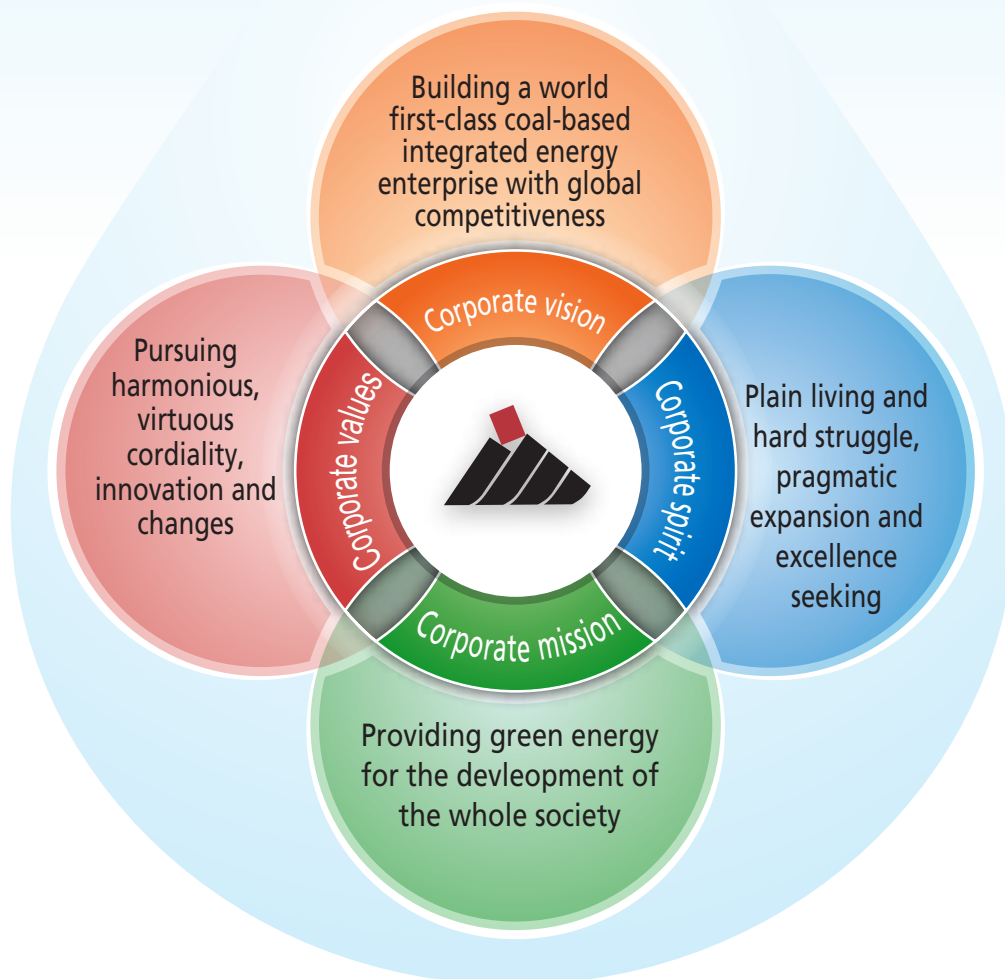 Building a world
first-class coal-based
integrated energy
enterprise with global
competitiveness
Corporate vision
Pursuing
harmonious,
virtuous
cordiality,
innovation and
changes
Corporate values
Corporate spirit
Plain living and
hard struggle,
pragmatic
expansion and
excellence
seeking
Corporate mission
Providing green energy
for the devleopment of
the whole society